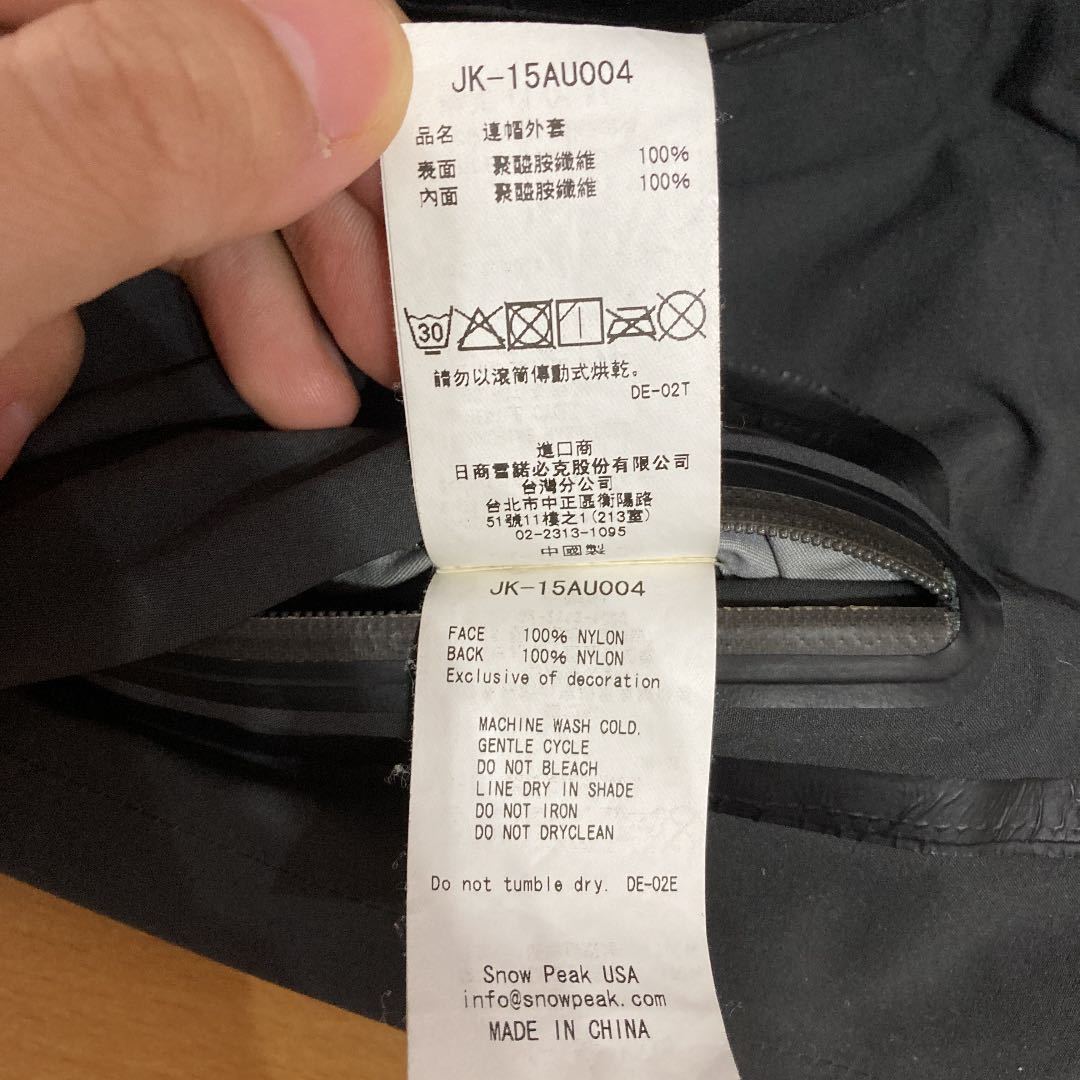 JK-15AU004
品名 連帽外套
表面 聚醯胺纖維 100%
內面 聚醯胺纖維 100%
30
請勿以滾筒傳動式烘乾。
DE-02T
進口商
日商雪諾必克股份有限公司
台灣分公司
台北市中正區衡陽路
51號11樓之1(213室)
02-2313-1095
中國製
JK-15AU004
FACE 100% NYLON
BACK 100% NYLON
Exclusive of decoration
MACHINE WASH COLD.
GENTLE CYCLE
DO NOT BLEACH
LINE DRY IN SHADE
DO NOT IRON
DO NOT DRYCLEAN
Do not tumble dry. DE-02E
Snow Peak USA
info@snowpeak.com
MADE IN CHINA